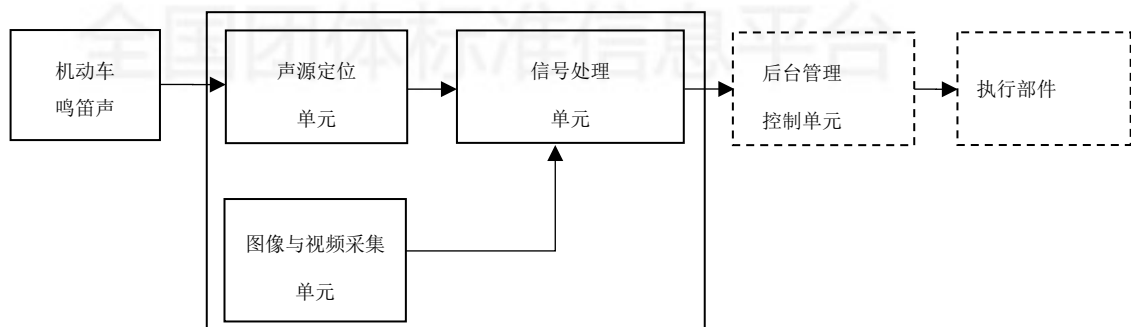 全国团体标准信息平台
机动车
鸣笛声
声源定位
单元
信号处理
单元
后台管理
控制单元
执行部件
图像与视频采集
单元